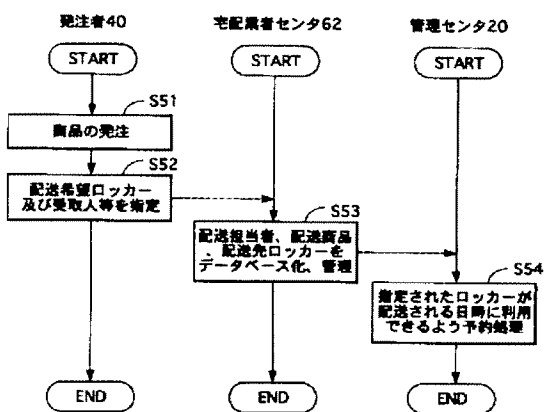 発注者40
宅配業者センタ62
管理センタ20
START
START
START
S51
商品の発注
S52
配送希望ロッカー
及び受取人等を指定
S53
配送担当者、配送商品
、配送先ロッカーを
データベース化、管理
S54
指定されたロッカーが
配送される日時に利用
できるよう予約処理
END
END
END